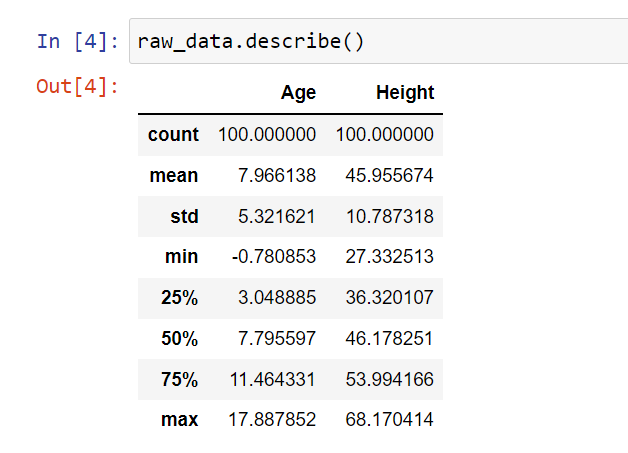 In [4]: raw_data.describe()
Out[4]:
Age Height
count 100.000000 100.000000
mean 7.966138 45.955674
std 5.321621 10.787318
min -0.780853 27.332513
25% 3.048885 36.320107
50% 7.795597 46.178251
75% 11.464331 53.994166
max 17.887852 68.170414